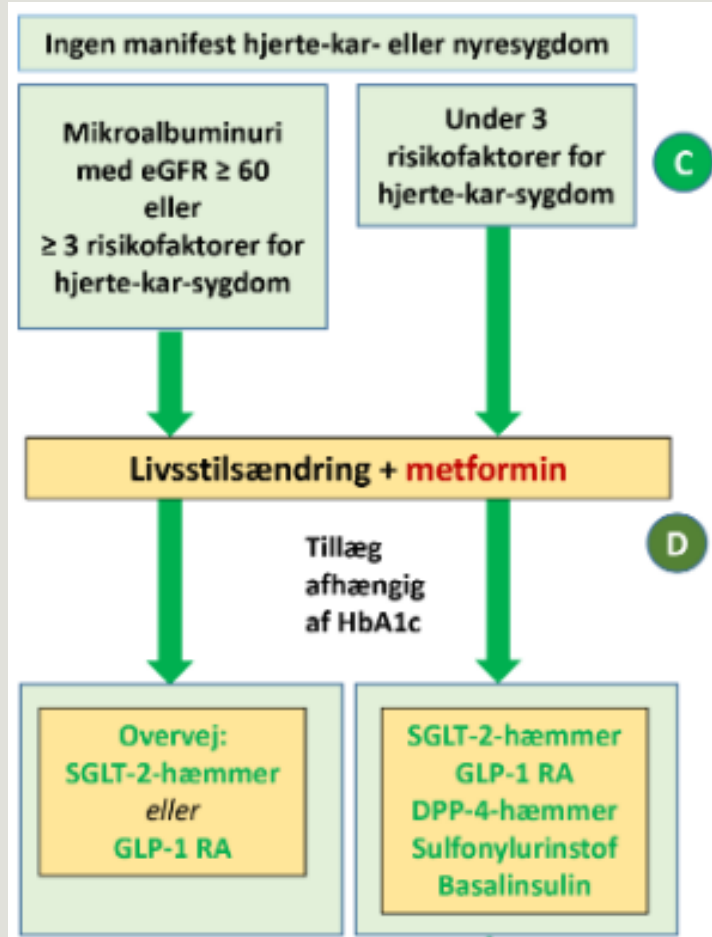 Ingen manifest hjerte-kar- eller nyresygdom
Mikroalbuminuri
med eGFR ≥ 60
eller
≥ 3 risikofaktorer for
hjerte-kar-sygdom
Under 3
risikofaktorer for
hjerte-kar-sygdom
C
Livsstilsændring + metformin
Tillæg
afhængig
af HbA1c
D
Overvej:
SGLT-2-hæmmer
eller
GLP-1 RA
SGLT-2-hæmmer
GLP-1 RA
DPP-4-hæmmer
Sulfonylurinstof
Basalinsulin